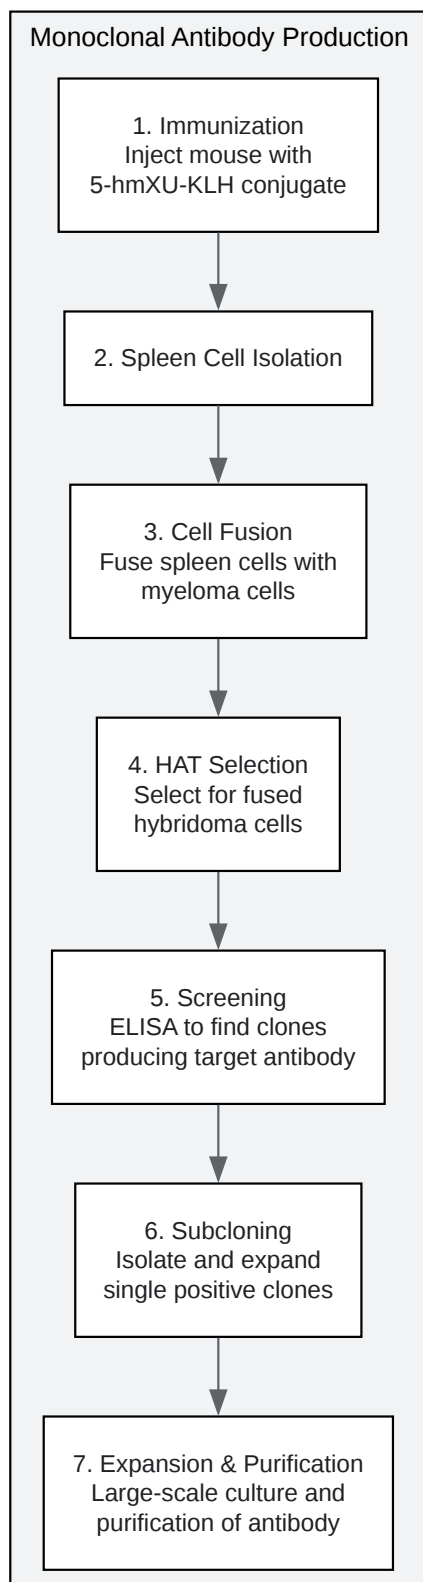 Monoclonal Antibody Production
1. Immunization
Inject mouse with
5-hmXU-KLH conjugate
2. Spleen Cell Isolation
3. Cell Fusion
Fuse spleen cells with
myeloma cells
4. HAT Selection
Select for fused
hybridoma cells
5. Screening
ELISA to find clones
producing target antibody
6. Subcloning
Isolate and expand
single positive clones
7. Expansion & Purification
Large-scale culture and
purification of antibody